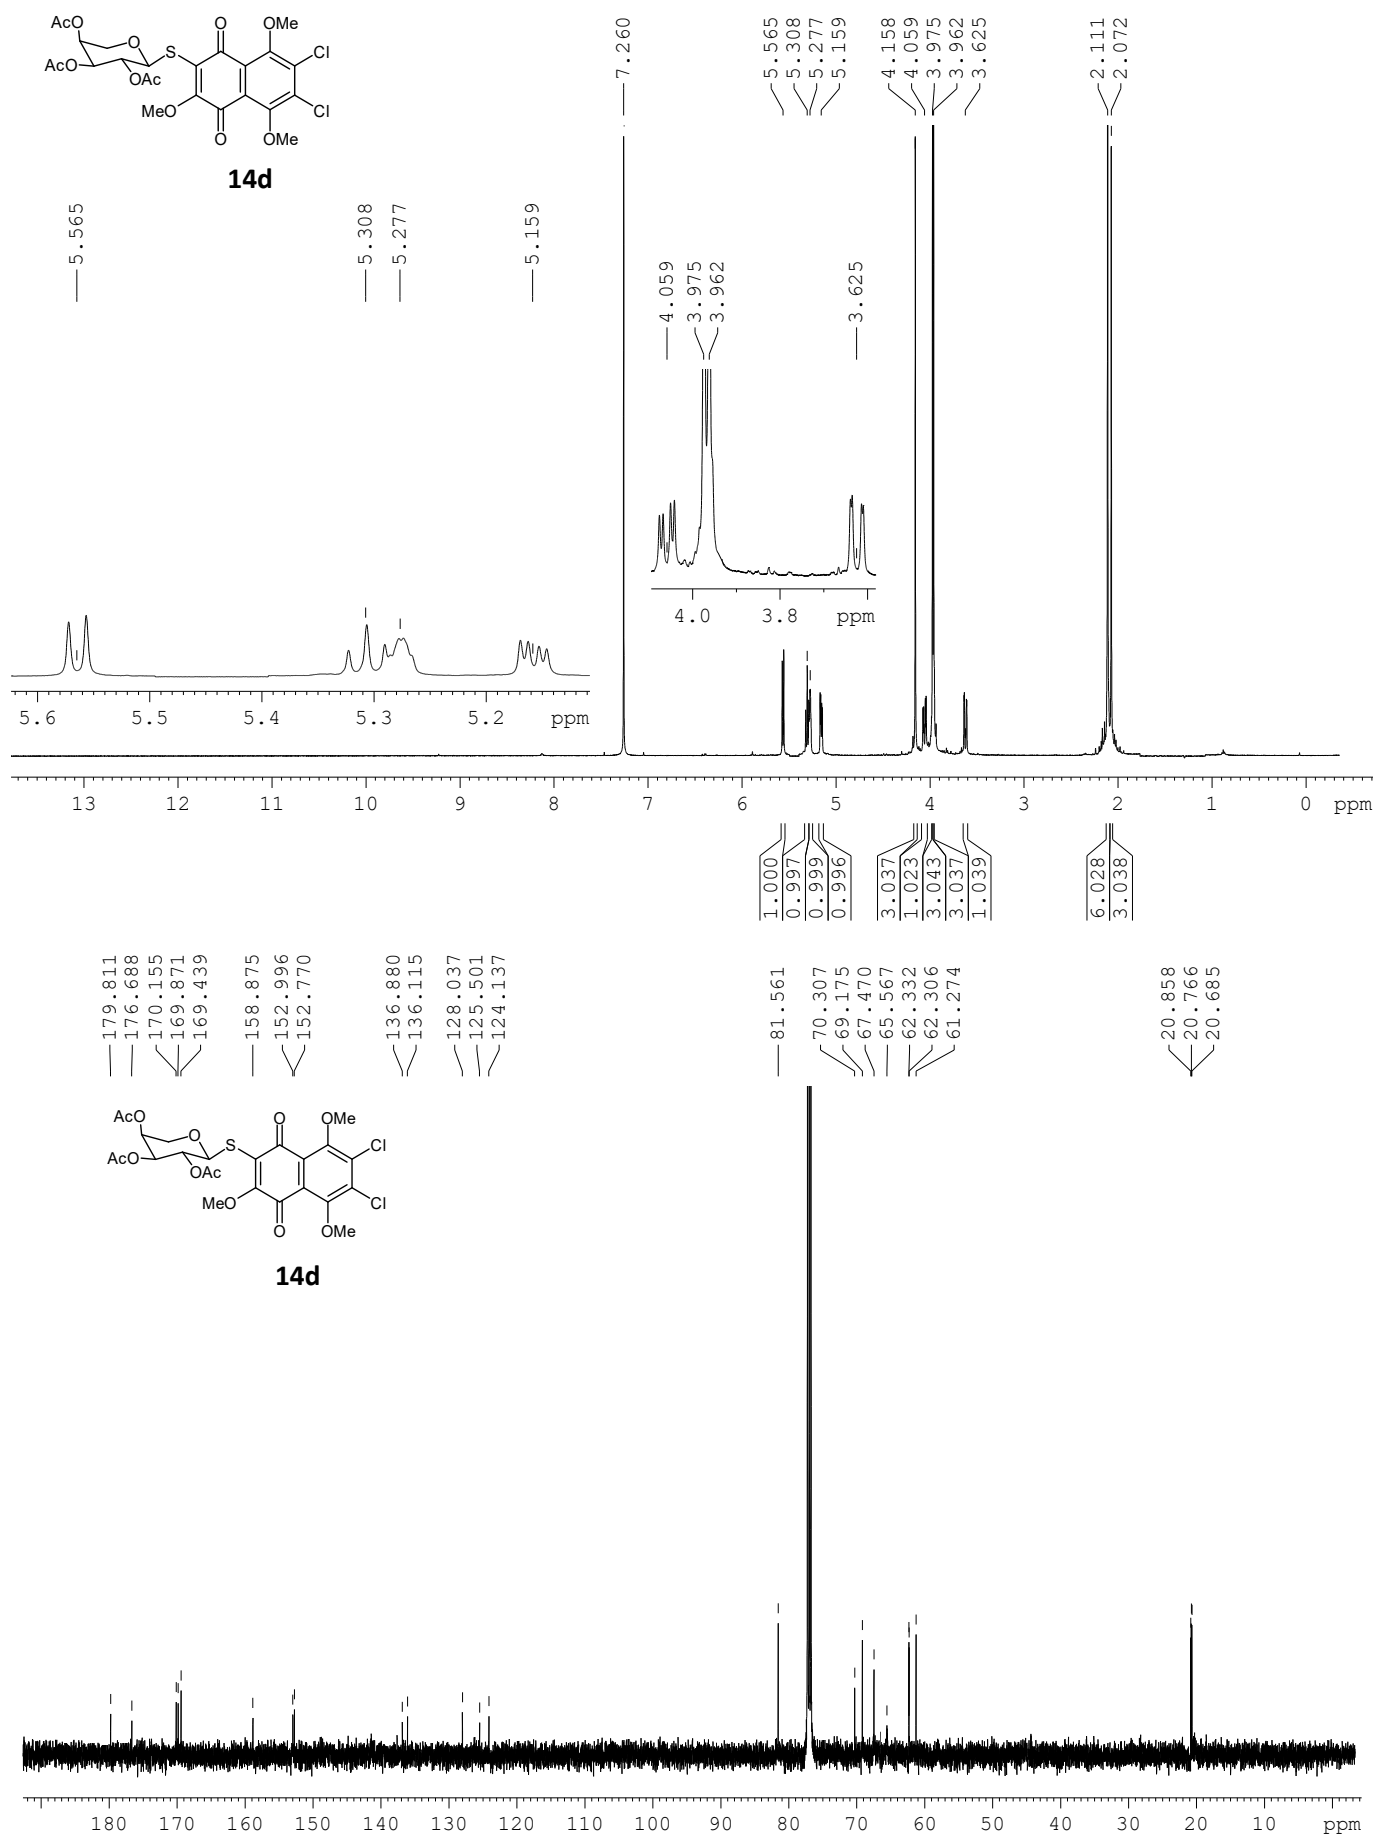 AcO
O
OMe
O
S
Cl
AcO
OAc
MeO
Cl
O
OMe
14d
7.260
5.565
5.308
5.277
5.159
4.158
4.059
3.975
3.962
3.625
2.111
2.072
5.565
5.308
5.277
5.159
4.059
3.975
3.962
3.625
4.0 3.8 ppm
5.6 5.5 5.4 5.3 5.2 ppm
13 12 11 10 9 8 7 6 5 4 3 2 1 0 ppm
1.000
0.997
0.999
0.996
3.037
1.023
3.043
3.037
1.039
6.028
3.038
179.811
176.688
170.155
169.871
169.439
158.875
152.996
152.770
136.880
136.115
128.037
125.501
124.137
81.561
70.307
69.175
67.470
65.567
62.332
62.306
61.274
20.858
20.766
20.685
AcO
O
OMe
O
S
Cl
AcO
OAc
MeO
Cl
O
OMe
14d
180 170 160 150 140 130 120 110 100 90 80 70 60 50 40 30 20 10 ppm